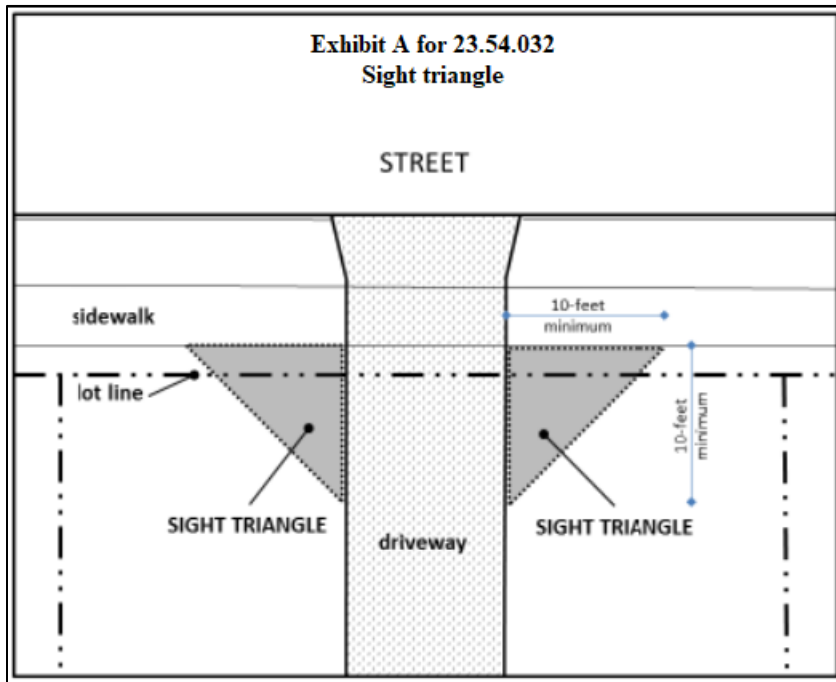 Exhibit A for 23.54.032
Sight triangle
STREET
sidewalk
10-feet
minimum
lot line
10-feet
minimum
SIGHT TRIANGLE
driveway
SIGHT TRIANGLE